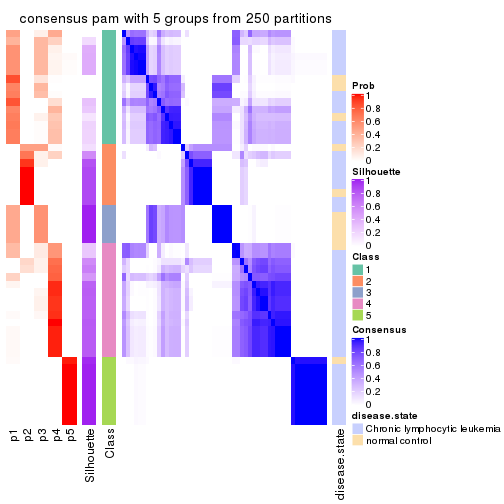 consensus pam with 5 groups from 250 partitions
Prob
1
0.8
0.6
0.4
0.2
0
Silhouette
1
0.8
0.6
0.4
0.2
0
Class
1
2
3
4
5
Consensus
1
0.8
0.6
0.4
0.2
0
disease.state
Chronic lymphocytic leukemia
normal control
p1
p2
p3
p4
p5
Silhouette
Class
disease.state